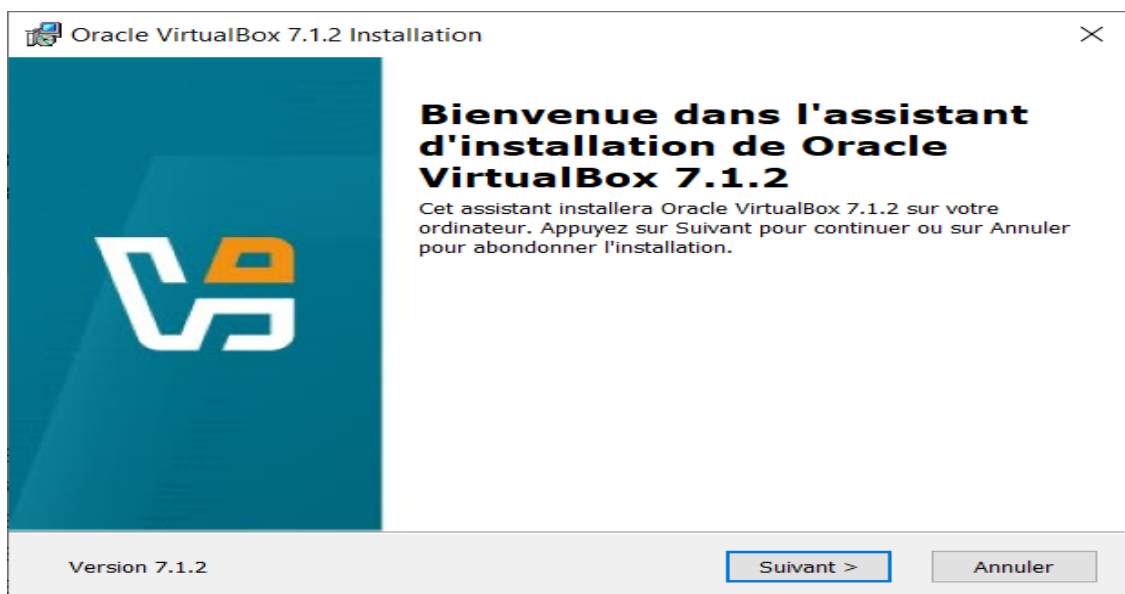 Oracle VirtualBox 7.1.2 Installation
Bienvenue dans l'assistant
d'installation de Oracle
VirtualBox 7.1.2
Cet assistant installera Oracle VirtualBox 7.1.2 sur votre
ordinateur. Appuyez sur Suivant pour continuer ou sur Annuler
pour abondonner l'installation.
Version 7.1.2
Suivant >
Annuler